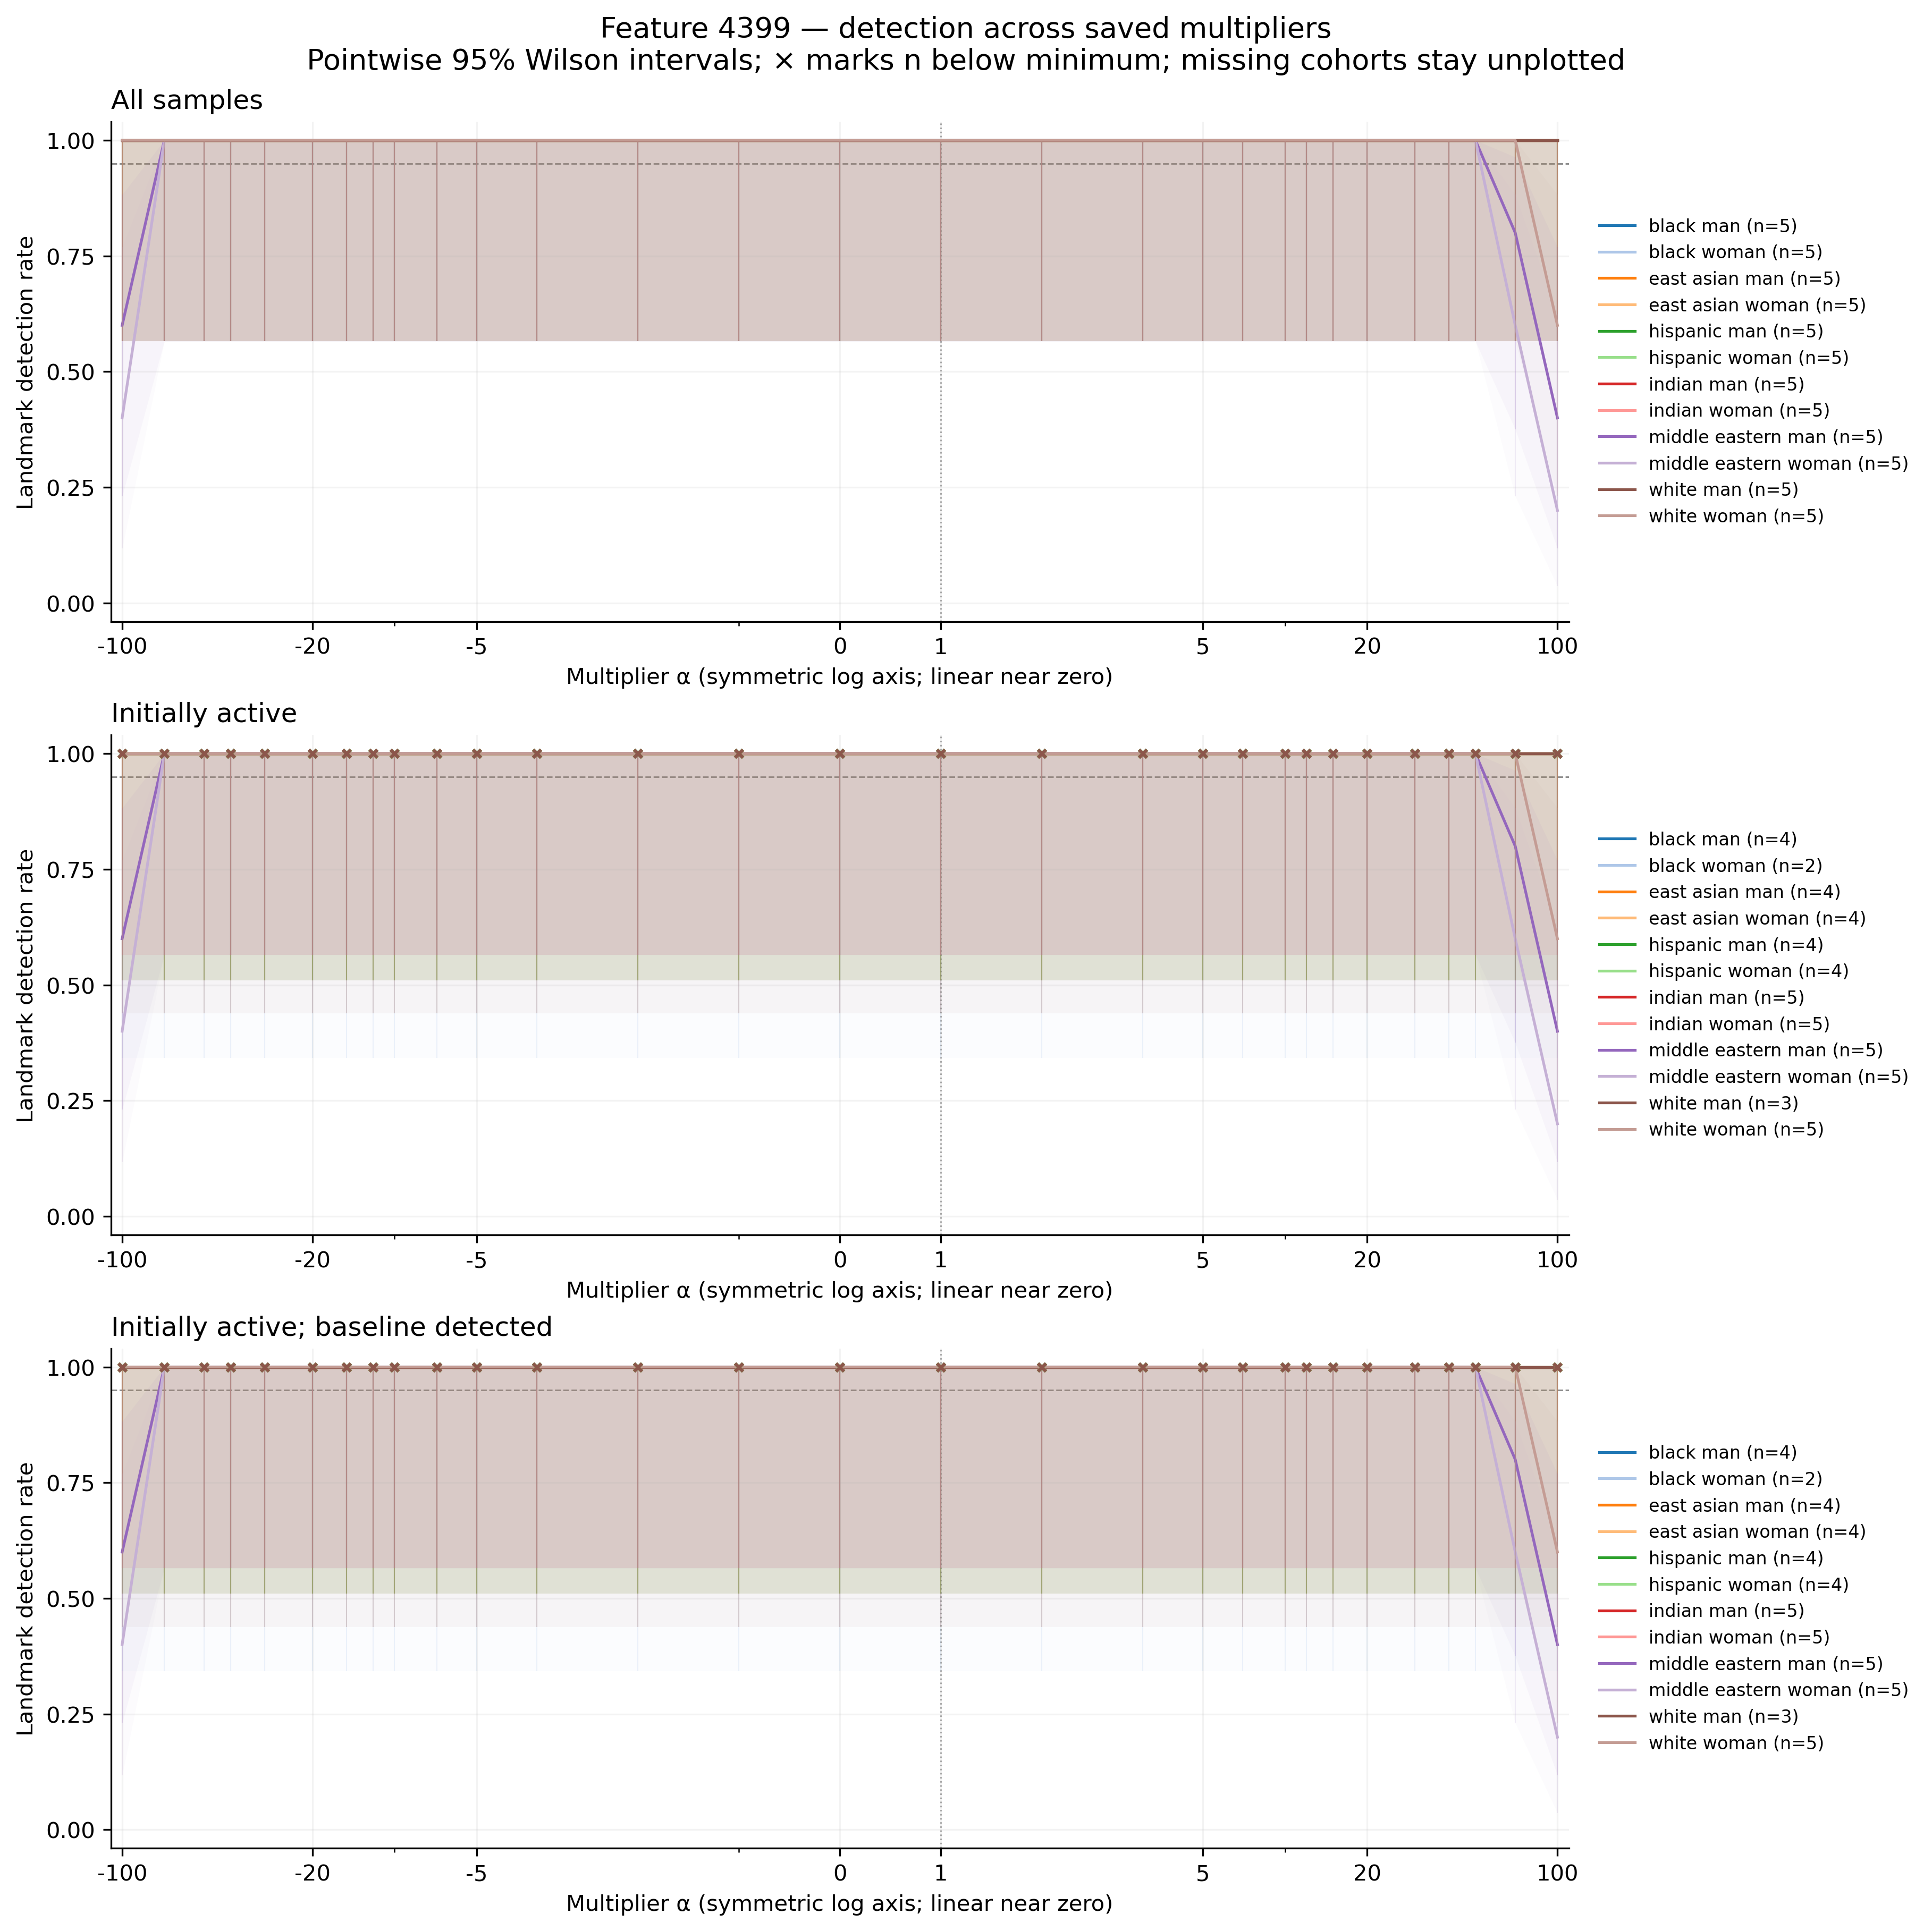 Feature 4399 — detection across saved multipliers
Pointwise 95% Wilson intervals; × marks n below minimum; missing cohorts stay unplotted
All samples
Landmark detection rate
1.00
0.75
0.50
0.25
0.00
-100
-20
-5
0
1
5
20
100
Multiplier α (symmetric log axis; linear near zero)
black man (n=5)
black woman (n=5)
east asian man (n=5)
east asian woman (n=5)
hispanic man (n=5)
hispanic woman (n=5)
indian man (n=5)
indian woman (n=5)
middle eastern man (n=5)
middle eastern woman (n=5)
white man (n=5)
white woman (n=5)
Initially active
Landmark detection rate
1.00
0.75
0.50
0.25
0.00
-100
-20
-5
0
1
5
20
100
Multiplier α (symmetric log axis; linear near zero)
black man (n=4)
black woman (n=2)
east asian man (n=4)
east asian woman (n=4)
hispanic man (n=4)
hispanic woman (n=4)
indian man (n=5)
indian woman (n=5)
middle eastern man (n=5)
middle eastern woman (n=5)
white man (n=3)
white woman (n=5)
Initially active; baseline detected
Landmark detection rate
1.00
0.75
0.50
0.25
0.00
-100
-20
-5
0
1
5
20
100
Multiplier α (symmetric log axis; linear near zero)
black man (n=4)
black woman (n=2)
east asian man (n=4)
east asian woman (n=4)
hispanic man (n=4)
hispanic woman (n=4)
indian man (n=5)
indian woman (n=5)
middle eastern man (n=5)
middle eastern woman (n=5)
white man (n=3)
white woman (n=5)